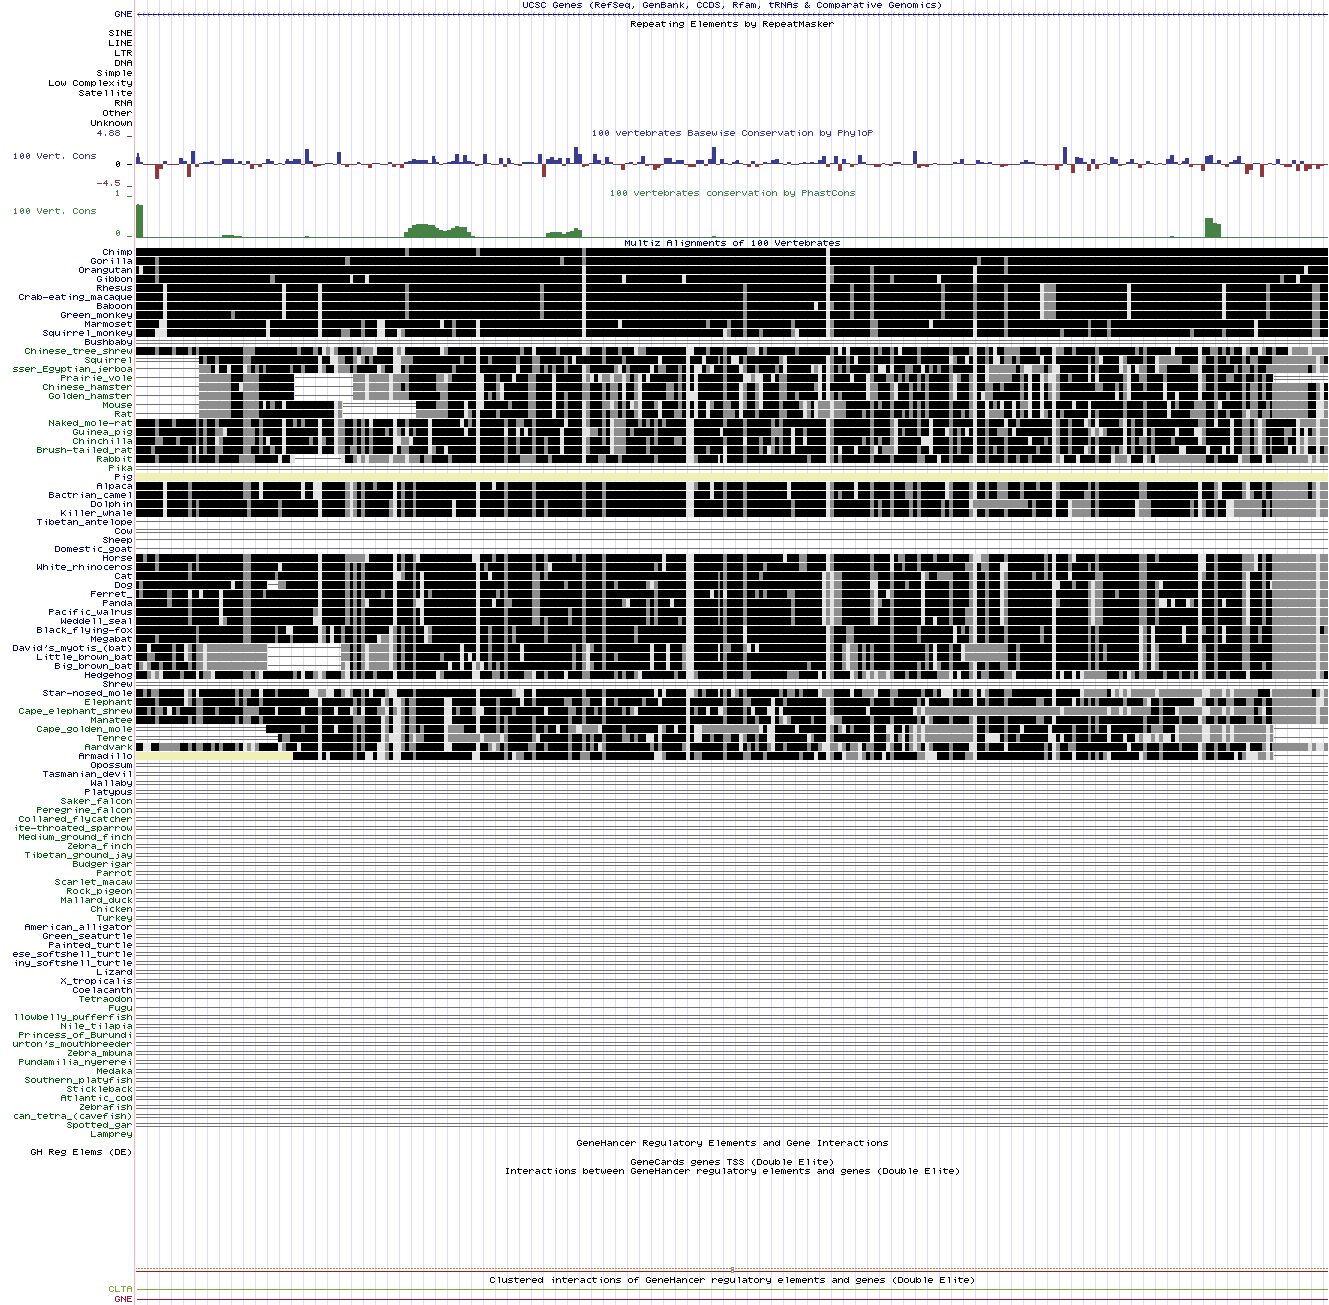 UCSC Genes (RefSeq, GenBank, CCDS, Rfam, tRNAs & Comparative Genomics)
GNE
Repeating Elements by RepeatMasker
SINE
LINE
LTR
DNA
Simple
Low Complexity
Satellite
RNA
Other
Unknown
4.88 _
100 vertebrates Basewise Conservation by PhyloP
100 Vert. Cons
0 _
-4.5 _
100 vertebrates conservation by PhastCons
1 _
100 Vert. Cons
0 _
Multiz Alignments of 100 Vertebrates
Chimp
Gorilla
Orangutan
Gibbon
Rhesus
Crab-eating_macaque
Baboon
Green_monkey
Marmoset
Squirrel_monkey
Bushbaby
Chinese_tree_shrew
Squirrel
sser_Egyptian_jerboa
Prairie_vole
Chinese_hamster
Golden_hamster
Mouse
Rat
Naked_mole-rat
Guinea_pig
Chinchilla
Brush-tailed_rat
Rabbit
Pika
Pig
Alpaca
Bactrian_camel
Dolphin
Killer_whale
Tibetan_antelope
Cow
Sheep
Domestic_goat
Horse
White_rhinoceros
Cat
Dog
Ferret_
Panda
Pacific_walrus
Weddell_seal
Black_flying-fox
Megabat
David's_myotis_(bat)
Little_brown_bat
Big_brown_bat
Hedgehog
Shrew
Star-nosed_mole
Elephant
Cape_elephant_shrew
Manatee
Cape_golden_mole
Tenrec
Aardvark
Armadillo
Opossum
Tasmanian_devil
Wallaby
Platypus
Saker_falcon
Peregrine_falcon
Collared_flycatcher
ite-throated_sparrow
Medium_ground_finch
Zebra_finch
Tibetan_ground_jay
Budgerigar
Parrot
Scarlet_macaw
Rock_pigeon
Mallard_duck
Chicken
Turkey
American_alligator
Green_seaturtle
Painted_turtle
ese_softshell_turtle
iny_softshell_turtle
Lizard
X_tropicalis
Coelacanth
Tetraodon
Fugu
llowbelly_pufferfish
Nile_tilapia
Princess_of_Burundi
urton's_mouthbreeder
Zebra_mbuna
Pundamilia_nyererei
Medaka
Southern_platyfish
Stickleback
Atlantic_cod
Zebrafish
can_tetra_(cavefish)
Spotted_gar
Lamprey
GeneHancer Regulatory Elements and Gene Interactions
GH Reg Elems (DE)
GeneCards genes TSS (Double Elite)
Interactions between GeneHancer regulatory elements and genes (Double Elite)
Clustered interactions of GeneHancer regulatory elements and genes (Double Elite)
CLTA
GNE